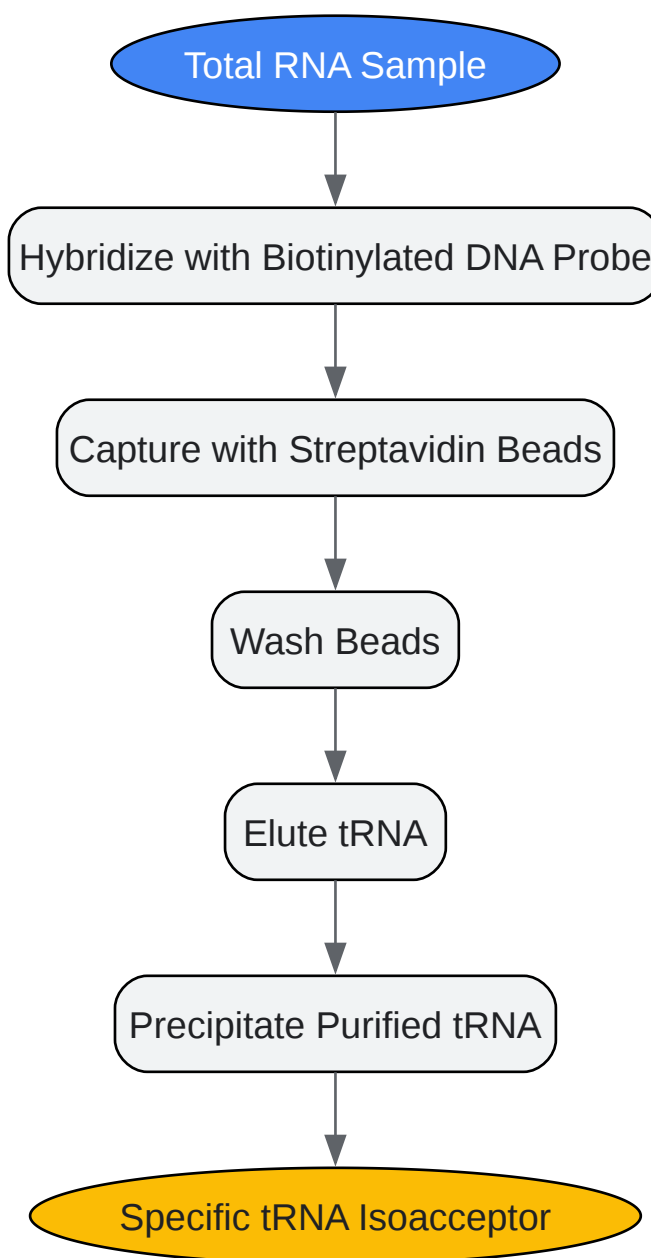 Total RNA Sample
Hybridize with Biotinylated DNA Probe
Capture with Streptavidin Beads
Wash Beads
Elute tRNA
Precipitate Purified tRNA
Specific tRNA Isoacceptor